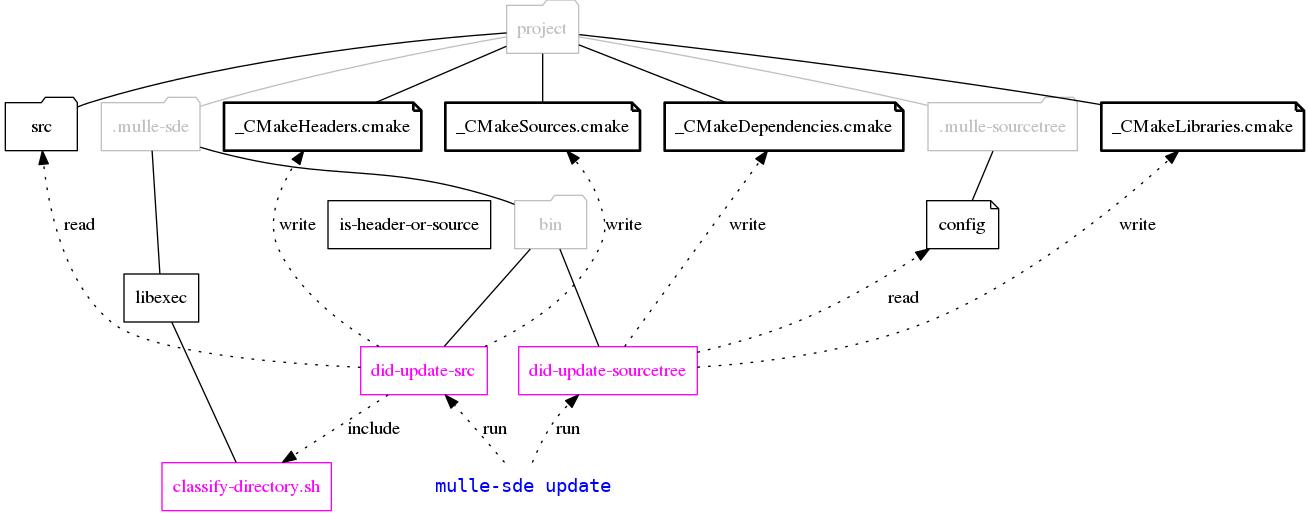 project
src
.mulle-sde
_CMakeHeaders.cmake
_CMakeSources.cmake
_CMakeDependencies.cmake
.mulle-sourcetree
_CMakeLibraries.cmake
read
write
is-header-or-source
bin
write
write
config
write
libexec
read
did-update-src
did-update-sourcetree
include
run
run
classify-directory.sh
mulle-sde update